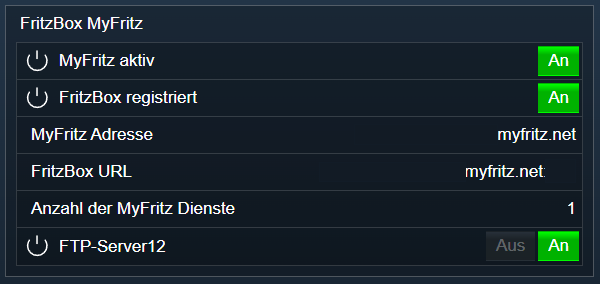 FritzBox MyFritz
MyFritz aktiv An
FritzBox registriert An
MyFritz Adresse myfritz.net
FritzBox URL myfritz.net:
Anzahl der MyFritz Dienste 1
FTP-Server12 Aus An